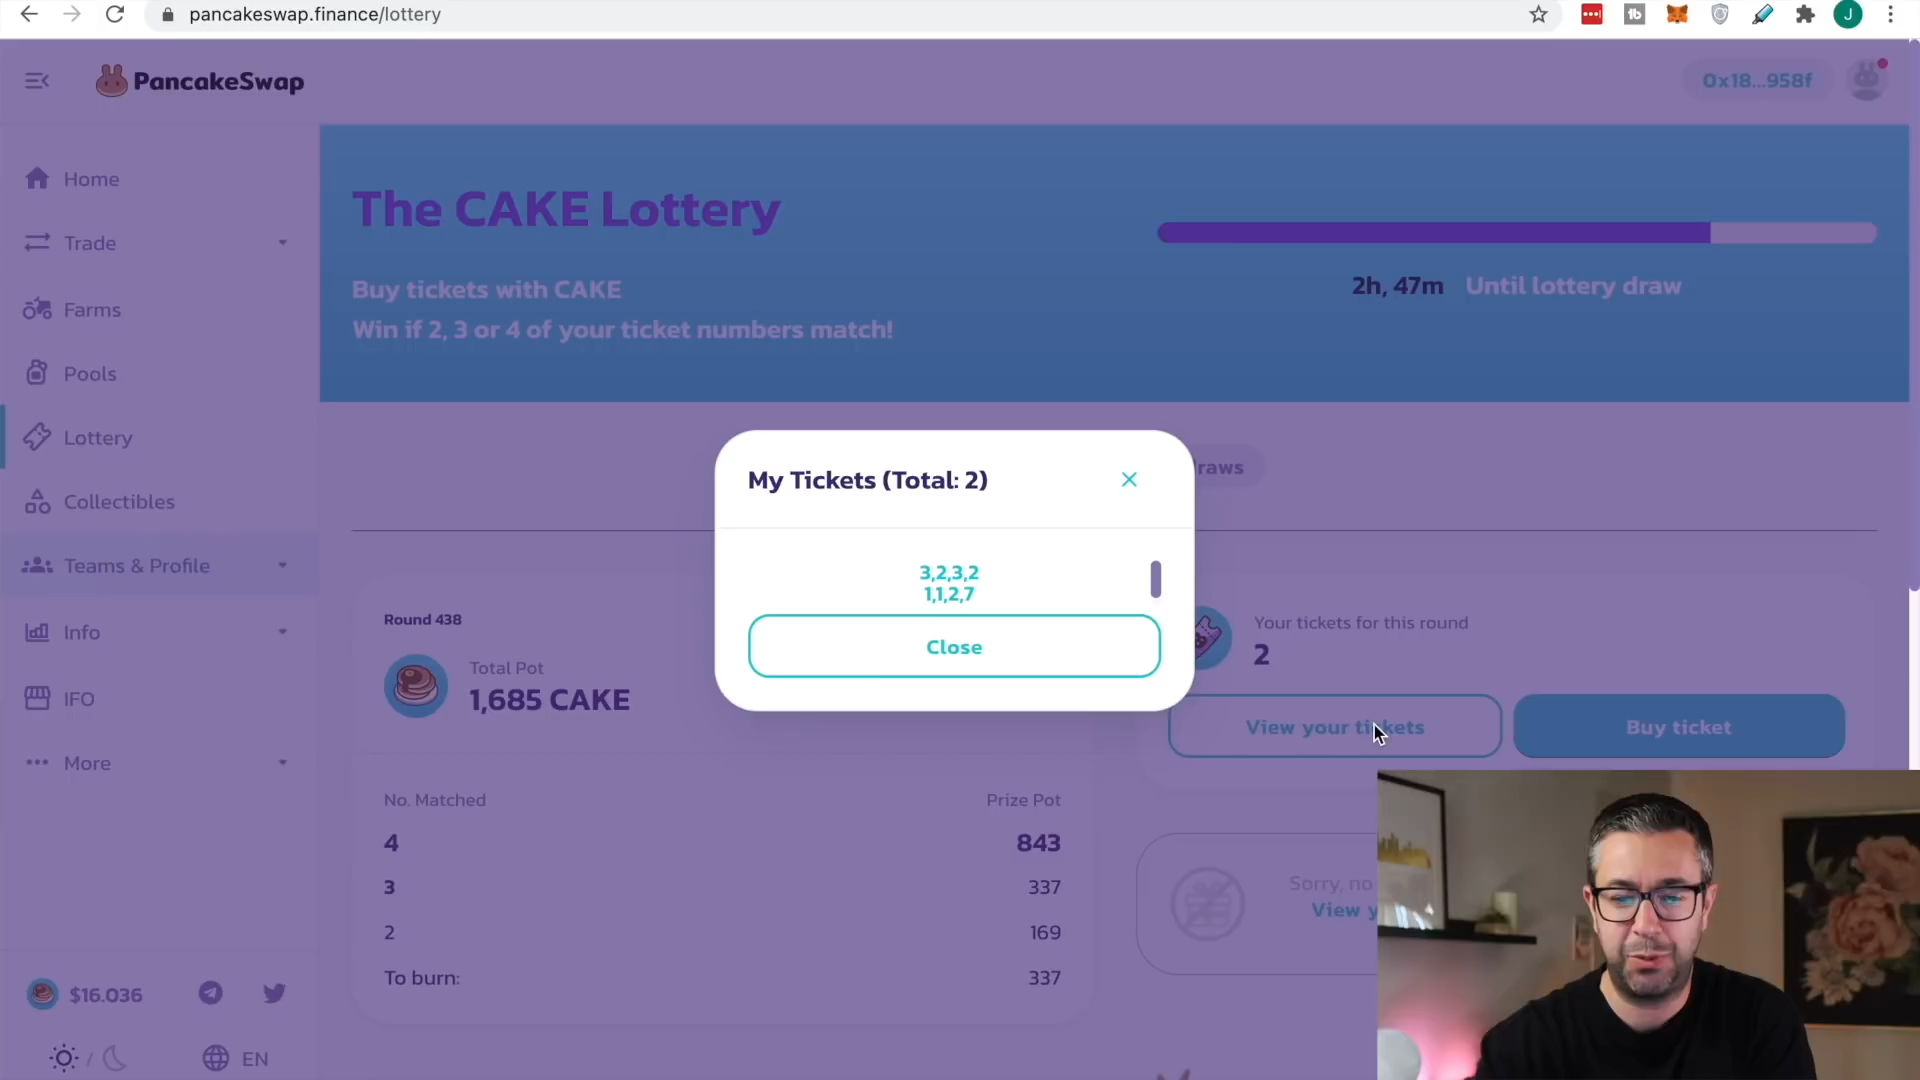 pancakeswap.finance/lottery
J
PancakeSwap
0x18...958f
Home
Trade
Farms
Pools
Lottery
Collectibles
Teams & Profile
Info
IFO
More
$16.036
/
EN
The CAKE Lottery
Buy tickets with CAKE
Win if 2, 3 or 4 of your ticket numbers match!
2h, 47m Until lottery draw
raws
My Tickets (Total: 2)
3,2,3,2
1,1,2,7
Close
Round 438
Total Pot
1,685 CAKE
No. Matched Prize Pot
4 843
3 337
2 169
To burn: 337
Your tickets for this round
2
View your tickets
Buy ticket
Sorry, no
View y